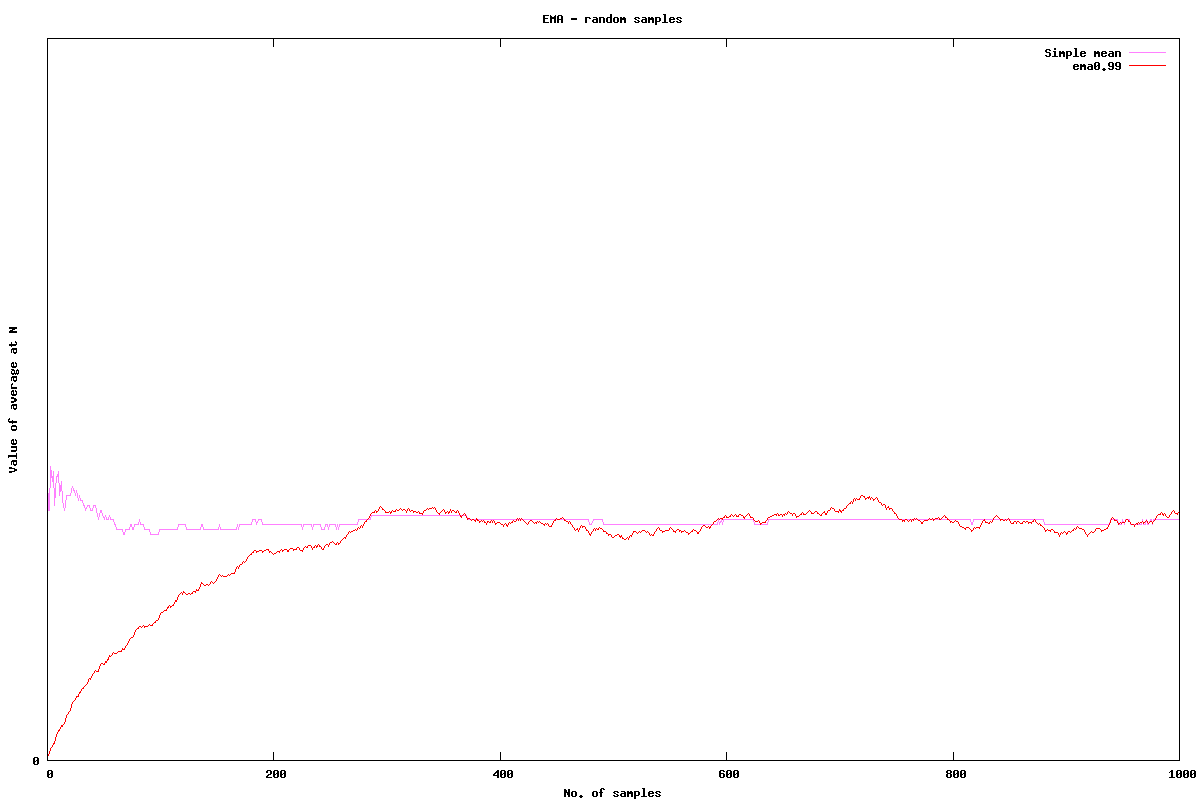 EMA - random samples
Simple mean
ema0.99
Value of average at N
0
0 200 400 600 800 1000
No. of samples